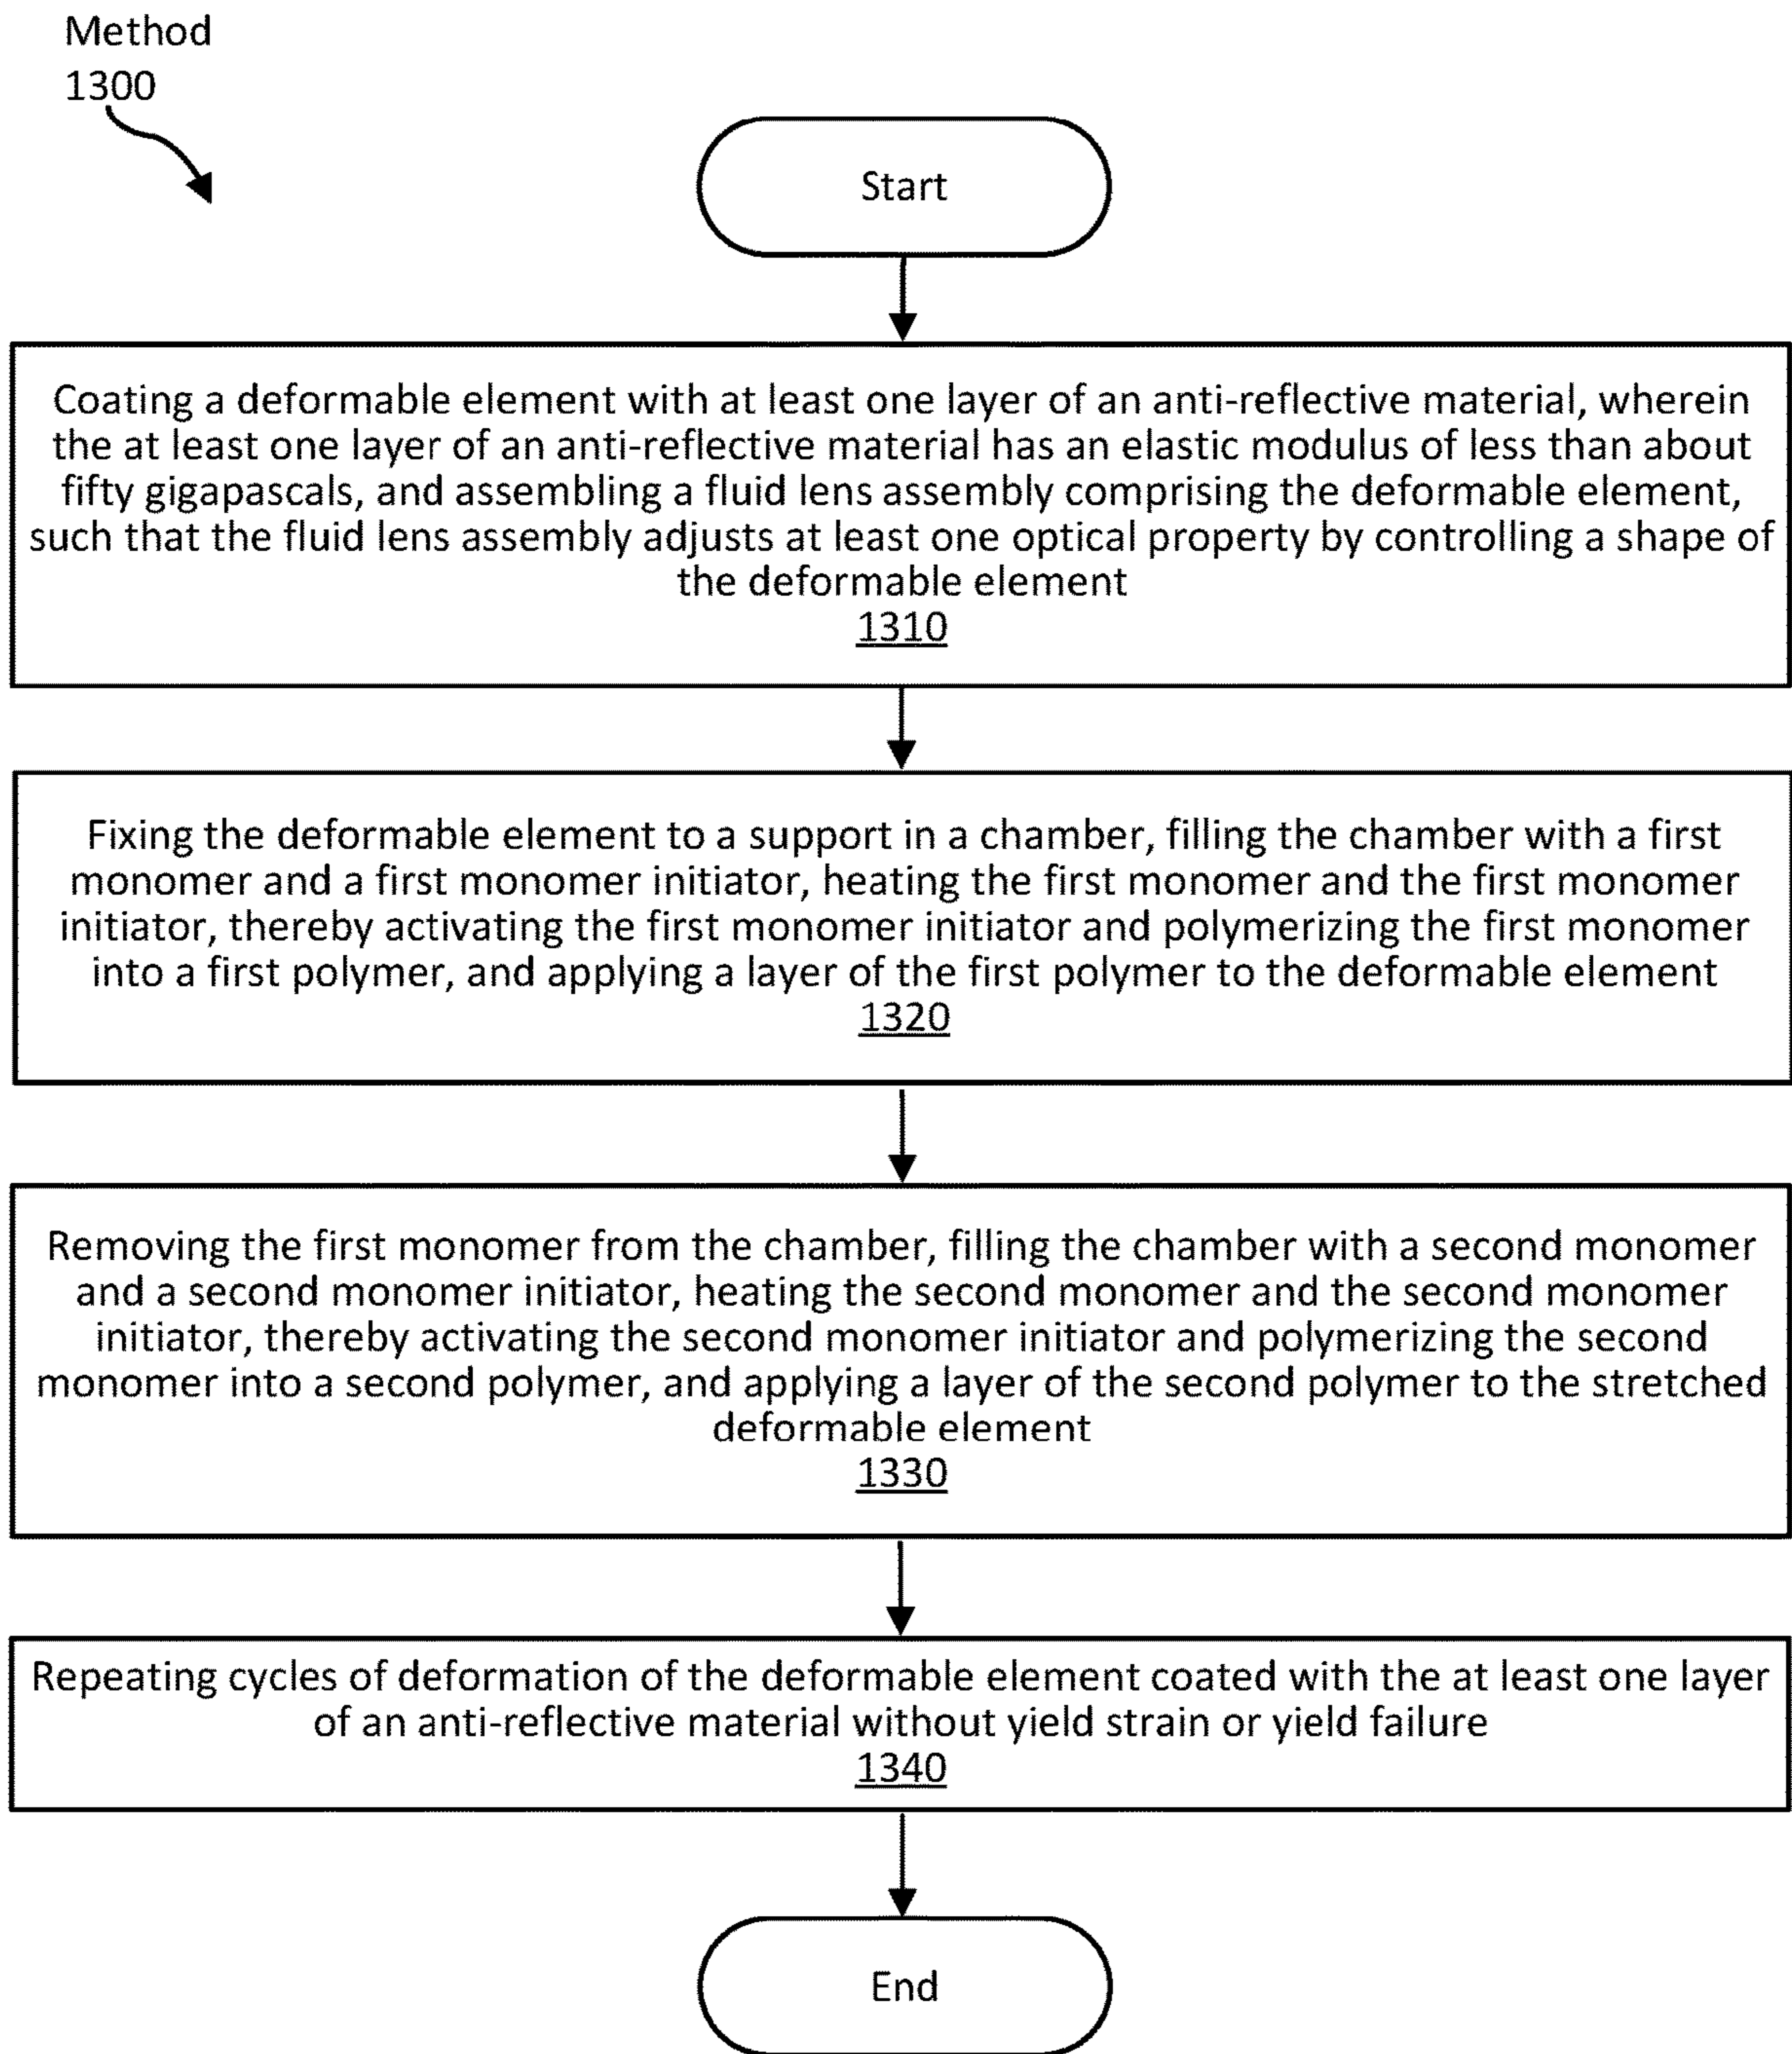 Method
1300
Start
Coating a deformable element with at least one layer of an anti-reflective material, wherein
the at least one layer of an anti-reflective material has an elastic modulus of less than about
fifty gigapascals, and assembling a fluid lens assembly comprising the deformable element,
such that the fluid lens assembly adjusts at least one optical property by controlling a shape of
the deformable element
1310
Fixing the deformable element to a support in a chamber, filling the chamber with a first
monomer and a first monomer initiator, heating the first monomer and the first monomer
initiator, thereby activating the first monomer initiator and polymerizing the first monomer
into a first polymer, and applying a layer of the first polymer to the deformable element
1320
Removing the first monomer from the chamber, filling the chamber with a second monomer
and a second monomer initiator, heating the second monomer and the second monomer
initiator, thereby activating the second monomer initiator and polymerizing the second
monomer into a second polymer, and applying a layer of the second polymer to the stretched
deformable element
1330
Repeating cycles of deformation of the deformable element coated with the at least one layer
of an anti-reflective material without yield strain or yield failure
1340
End